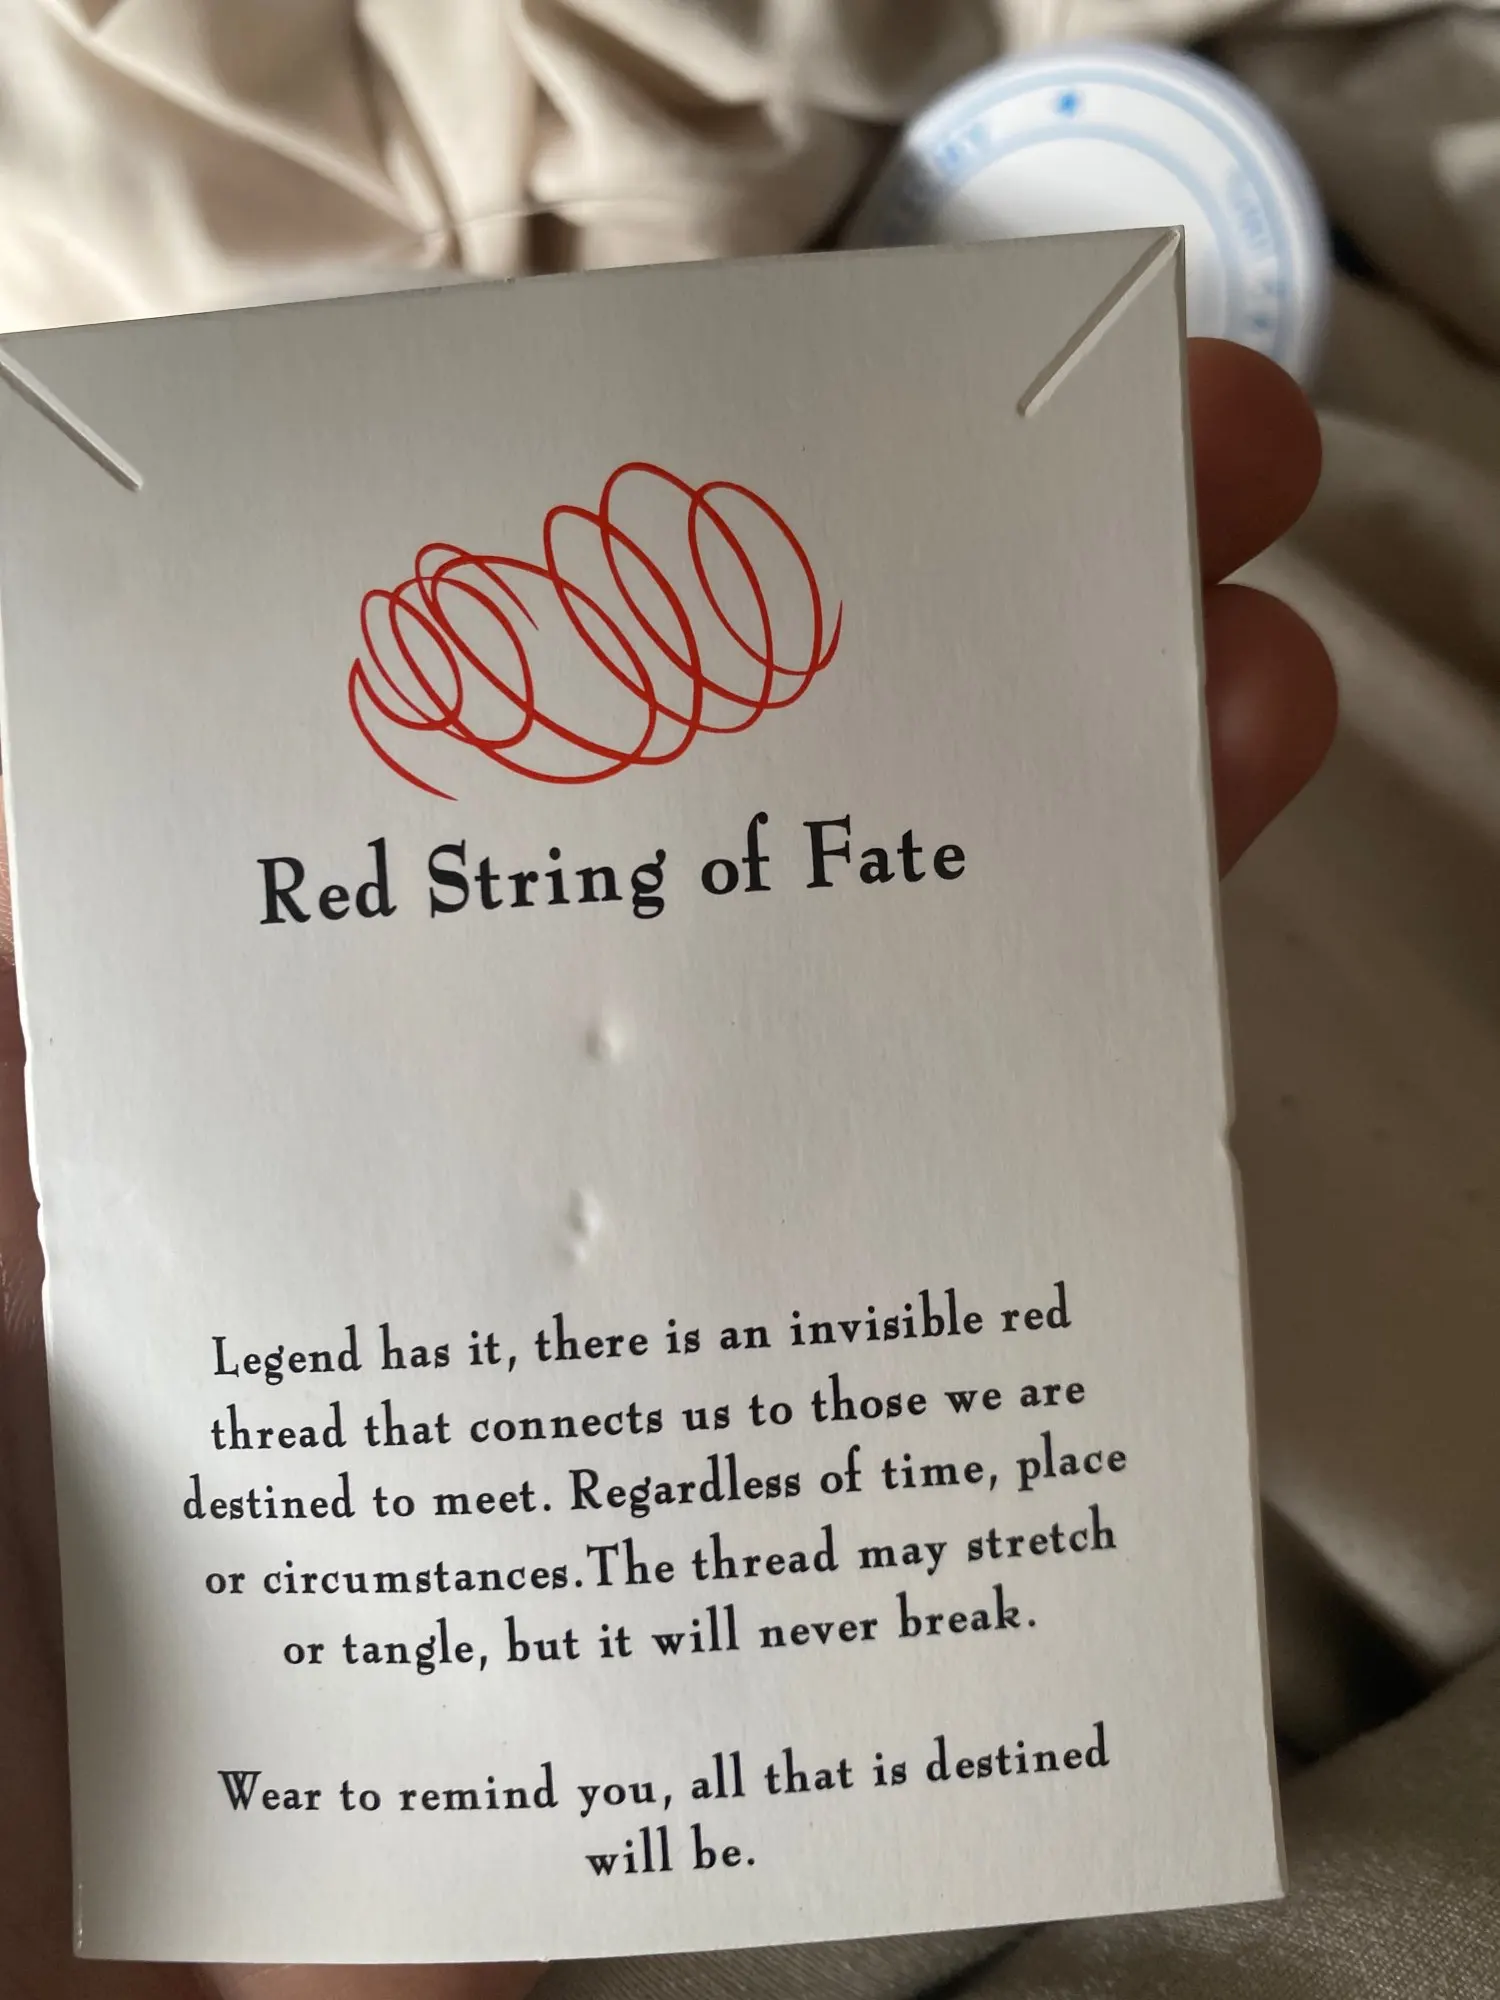 Red String of Fate
Legend has it, there is an invisible red
thread that connects us to those we are
destined to meet. Regardless of time, place
or circumstances.The thread may stretch
or tangle, but it will never break.
Wear to remind you, all that is destined
will be.